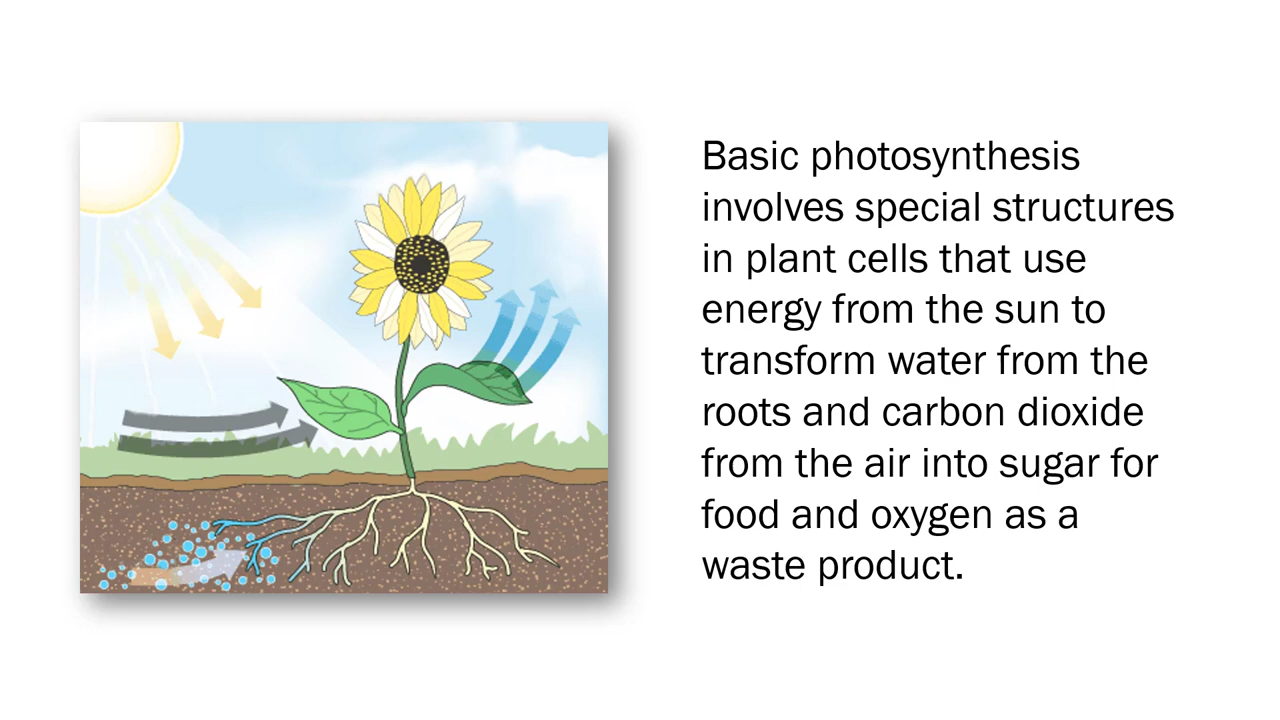 Basic photosynthesis
involves special structures
in plant cells that use
energy from the sun to
transform water from the
roots and carbon dioxide
from the air into sugar for
food and oxygen as a
waste product.